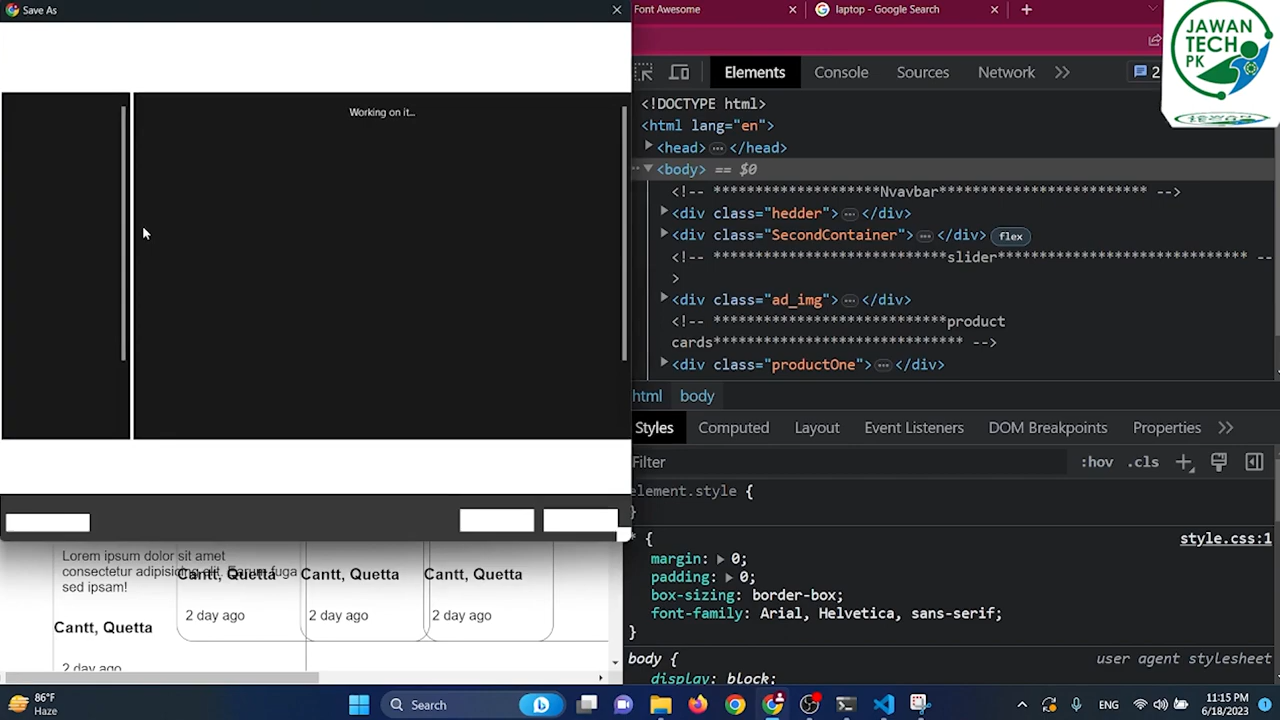 Save As
Working on it...
Lorem ipsum dolor sit amet
consectetur adipisicing elit. Earum fuga
sed ipsam!
Cantt, Quetta
Cantt, Quetta
Cantt, Quetta
2 day ago
2 day ago
2 day ago
Cantt, Quetta
2 day ago
Font Awesome
laptop - Google Search
JAWAN
TECH
PK
Elements
Console
Sources
Network
2
<!DOCTYPE html>
<html lang="en">
<head> ... </head>
<body> == $0
<!-- ********************Nvavbar************************* -->
<div class="hedder"> ... </div>
<div class="SecondContainer"> ... </div> flex
<!-- ****************************slider**************************** --
>
<div class="ad_img"> ... </div>
<!-- ****************************product
cards****************************** -->
<div class="productOne"> ... </div>
html body
Styles
Computed
Layout
Event Listeners
DOM Breakpoints
Properties
Filter
:hov .cls
element.style {
}
* {
style.css:1
margin: 0;
padding: 0;
box-sizing: border-box;
font-family: Arial, Helvetica, sans-serif;
}
body {
user agent stylesheet
display: block;
86°F
Haze
Search
ENG
11:15 PM
6/18/2023
1